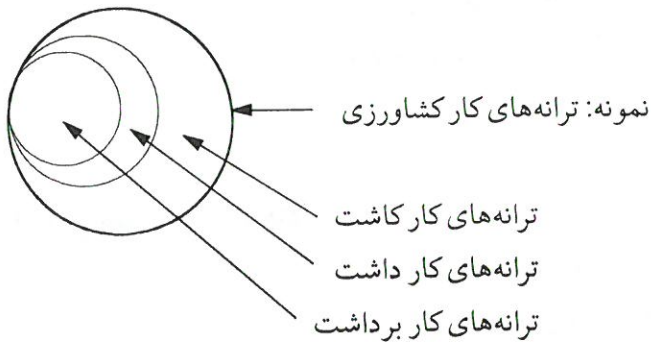 نمونه: ترانه‌های کار کشاورزی
ترانه‌های کار کاشت
ترانه‌های کار داشت
ترانه‌های کار برداشت